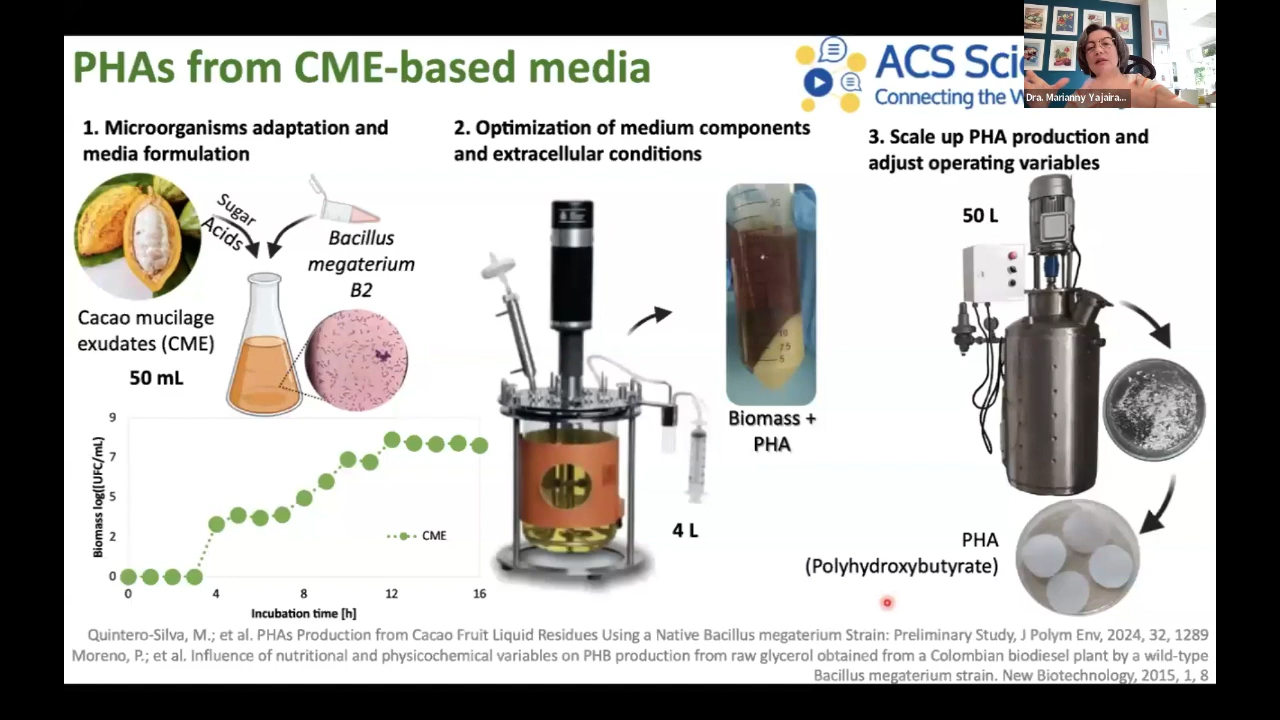 PHAs from CME-based media
ACS Sci
Connecting the W
Dra. Marianny Yajaira...
1. Microorganisms adaptation and
media formulation
Sugar
Acids
Bacillus
megaterium
B2
Cacao mucilage
exudates (CME)
50 mL
9
7
5
2
0
Biomass log((UFC/mL)
CME
0
4
8
12
16
Incubation time [h]
2. Optimization of medium components
and extracellular conditions
Biomass +
PHA
4 L
3. Scale up PHA production and
adjust operating variables
50 L
PHA
(Polyhydroxybutyrate)
Quintero-Silva, M.; et al. PHAs Production from Cacao Fruit Liquid Residues Using a Native Bacillus megaterium Strain: Preliminary Study, J Polym Env, 2024, 32, 1289
Moreno, P.; et al. Influence of nutritional and physicochemical variables on PHB production from raw glycerol obtained from a Colombian biodiesel plant by a wild-type
Bacillus megaterium strain. New Biotechnology, 2015, 1, 8